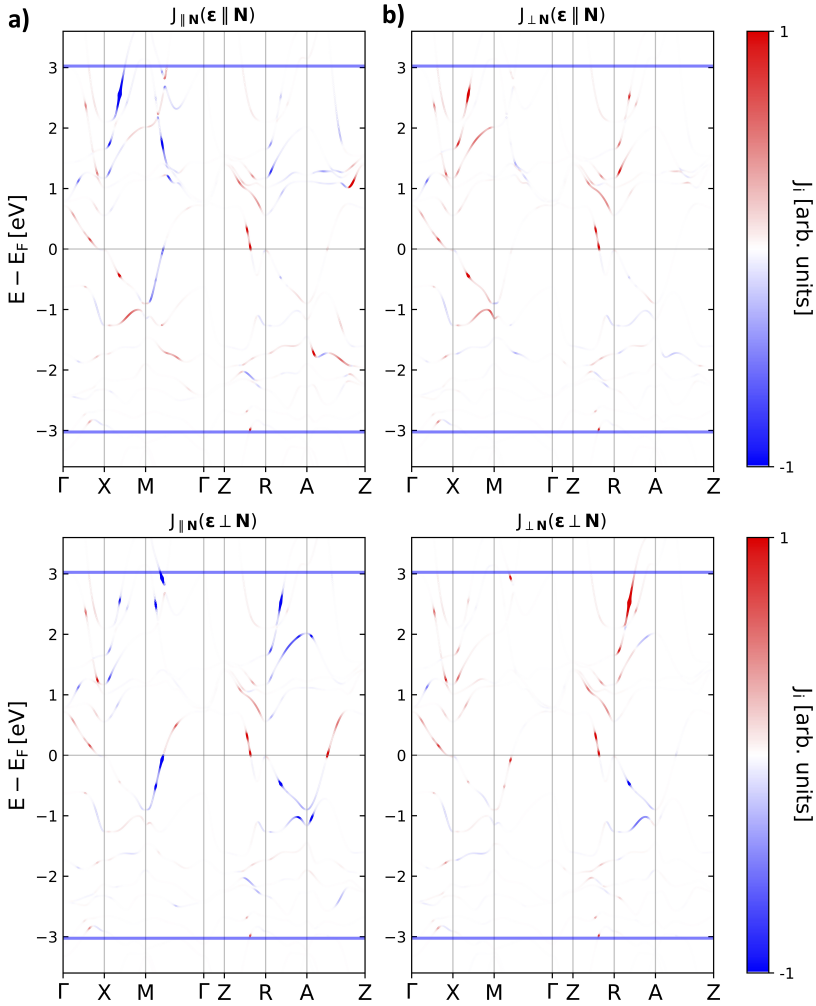 a)
b)
J∥N(ε ∥ N)
J⊥N(ε ∥ N)
E − EF [eV]
3
2
1
0
−1
−2
−3
Γ X M Γ Z R A Z
Γ X M Γ Z R A Z
1
Ji [arb. units]
-1
J∥N(ε ⊥ N)
J⊥N(ε ⊥ N)
E − EF [eV]
3
2
1
0
−1
−2
−3
Γ X M Γ Z R A Z
Γ X M Γ Z R A Z
1
Ji [arb. units]
-1